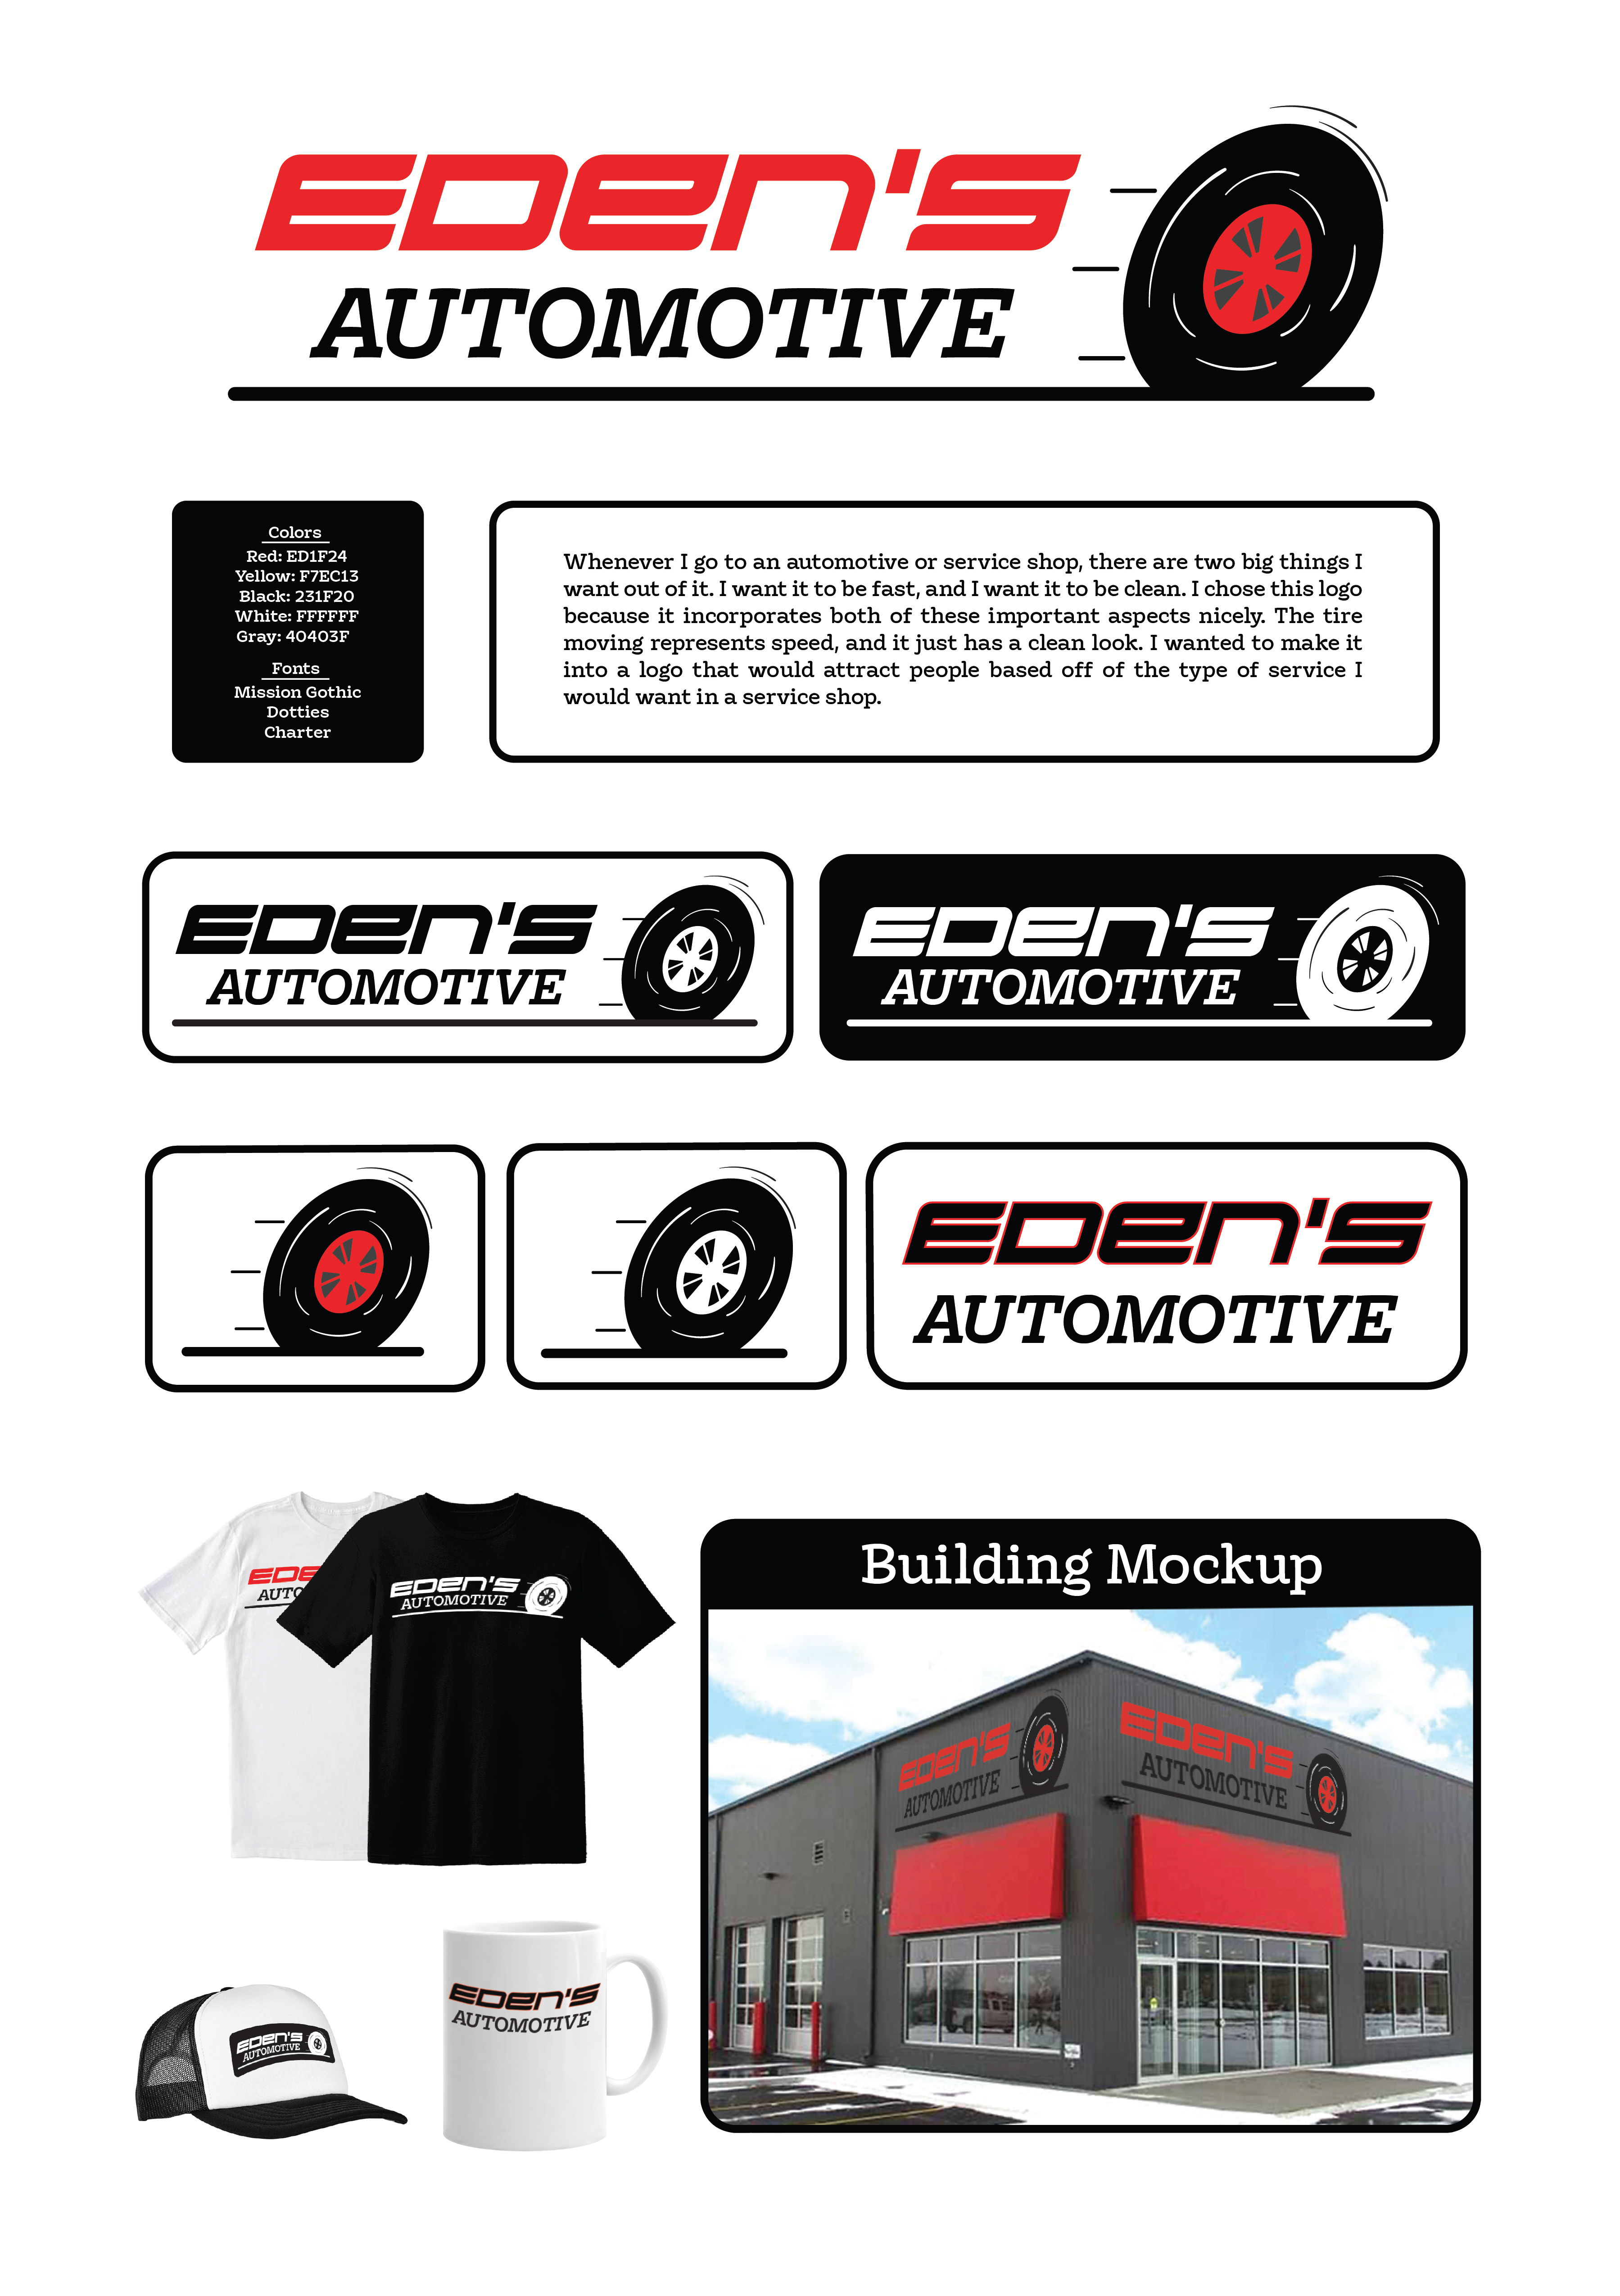 EDen'S
AUTOMOTIVE
Colors
Red: ED1F24
Yellow: F7EC13
Black: 231F20
White: FFFFFF
Gray: 40403F
Fonts
Mission Gothic
Dotties
Charter
Whenever I go to an automotive or service shop, there are two big things I
want out of it. I want it to be fast, and I want it to be clean. I chose this logo
because it incorporates both of these important aspects nicely. The tire
moving represents speed, and it just has a clean look. I wanted to make it
into a logo that would attract people based off of the type of service I
would want in a service shop.
EDen'S
AUTOMOTIVE
EDen'S
AUTOMOTIVE
EDen'S
AUTOMOTIVE
EDe
AUTO
EDen'S
AUTOMOTIVE
Building Mockup
EDen'S
AUTOMOTIVE
EDen'S
AUTOMOTIVE
EDen'S
AUTOMOTIVE
EDen'S
AUTOMOTIVE